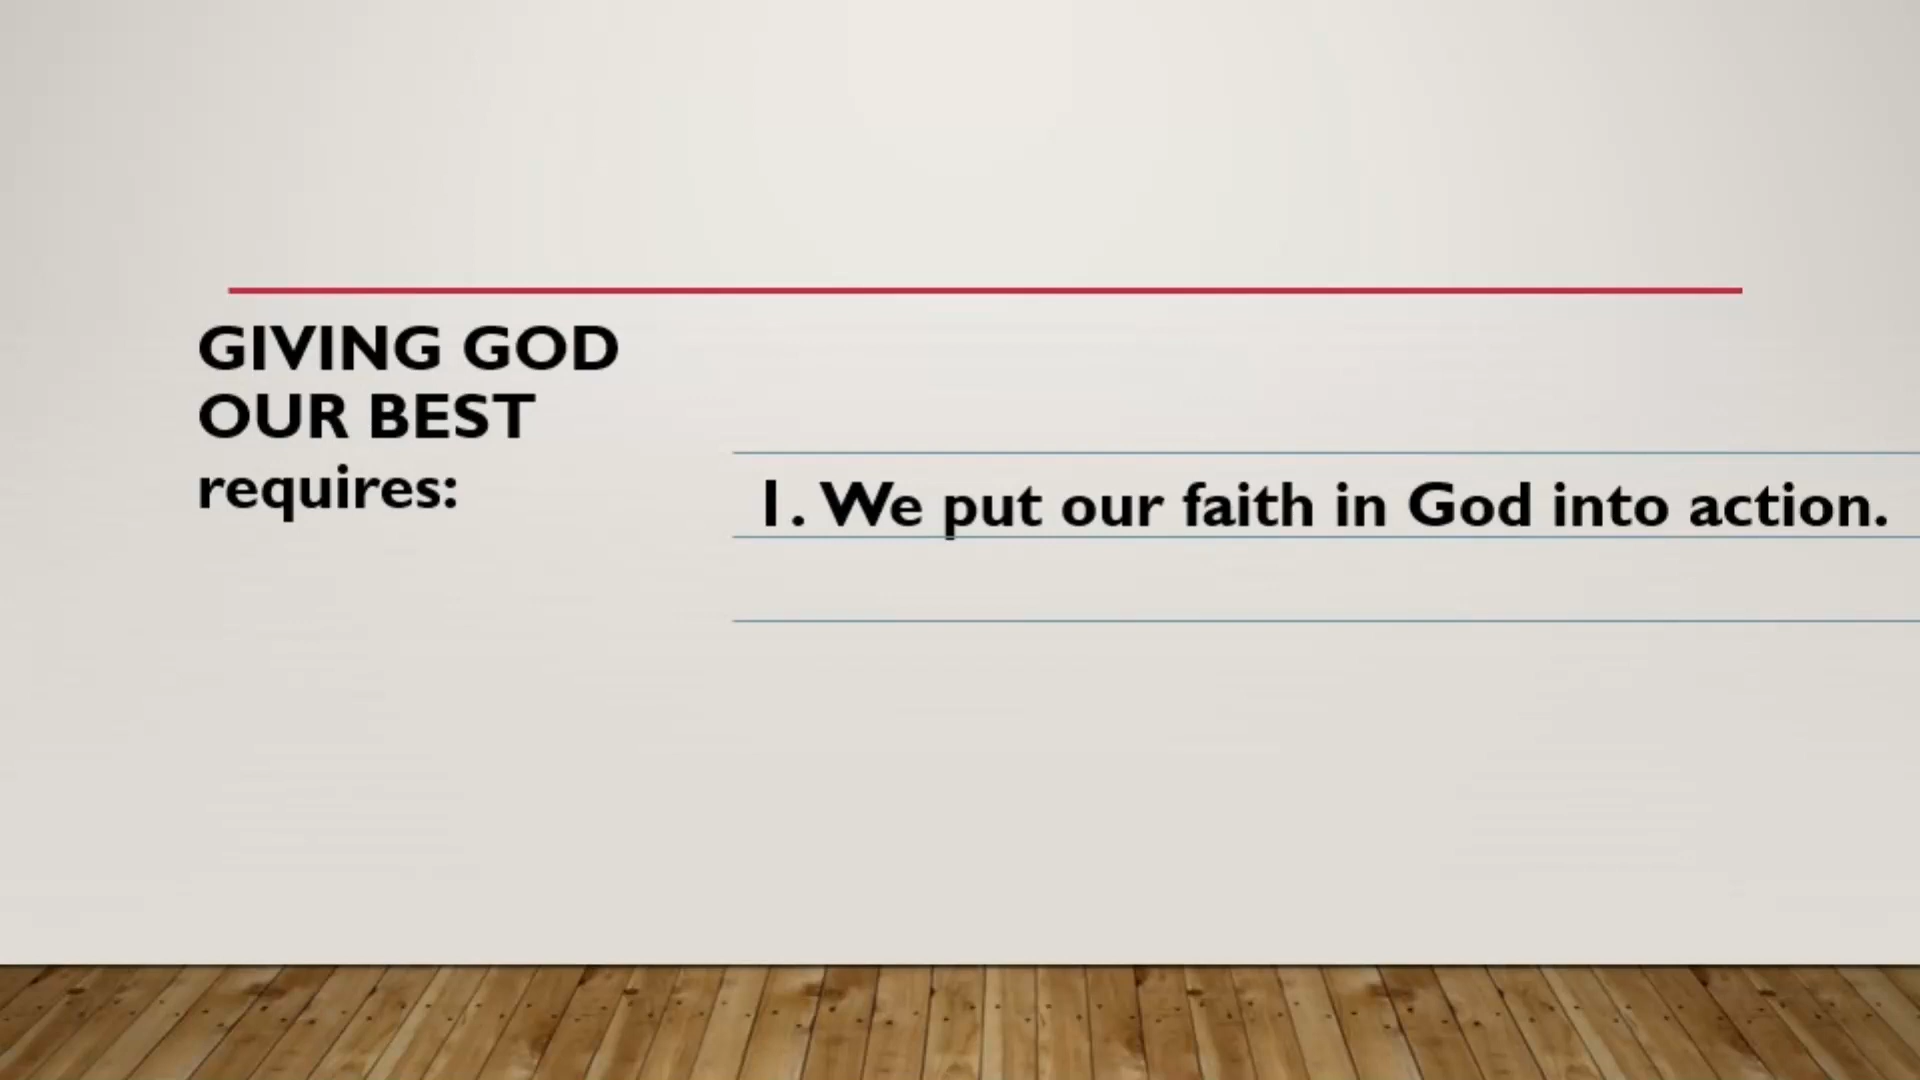 GIVING GOD
OUR BEST
requires:
1. We put our faith in God into action.